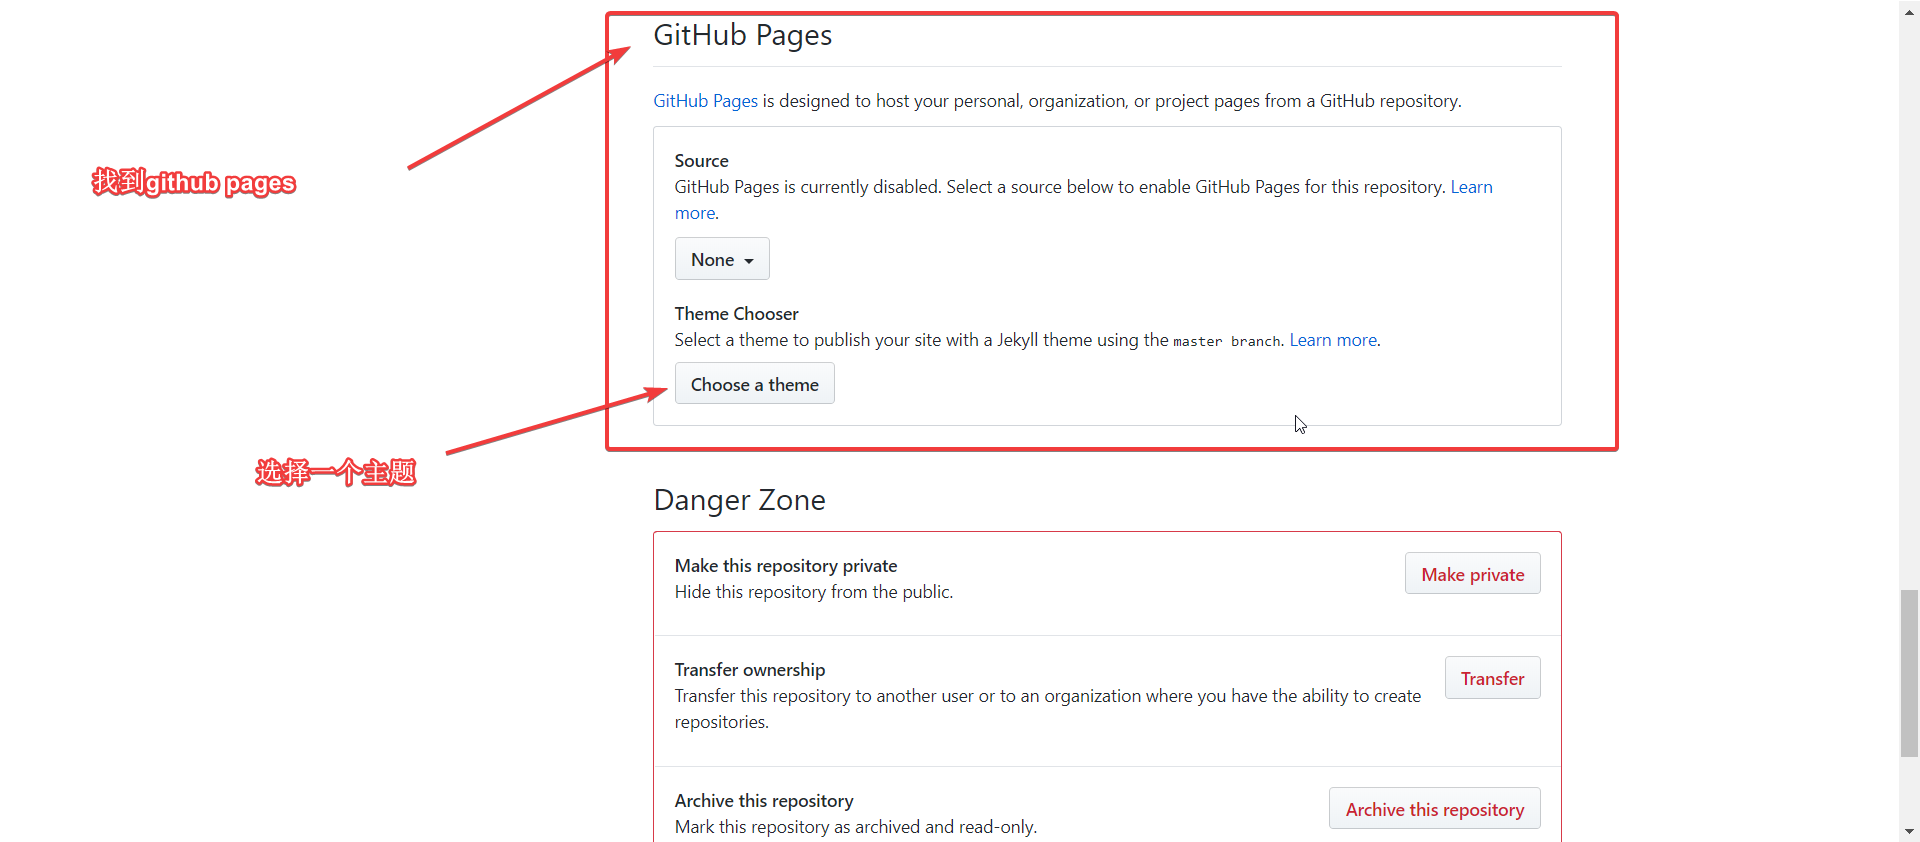 GitHub Pages
GitHub Pages is designed to host your personal, organization, or project pages from a GitHub repository.
找到github pages
Source
GitHub Pages is currently disabled. Select a source below to enable GitHub Pages for this repository. Learn
more.
None
Theme Chooser
Select a theme to publish your site with a Jekyll theme using the master branch. Learn more.
Choose a theme
选择一个主题
Danger Zone
Make this repository private
Hide this repository from the public.
Make private
Transfer ownership
Transfer this repository to another user or to an organization where you have the ability to create
repositories.
Transfer
Archive this repository
Mark this repository as archived and read-only.
Archive this repository